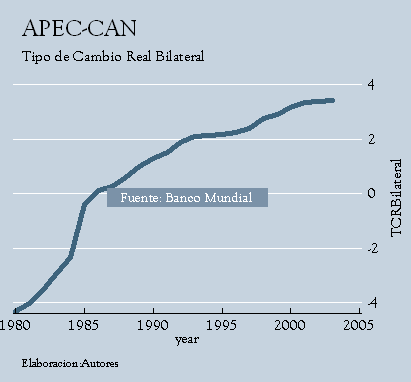 APEC-CAN
Tipo de Cambio Real Bilateral
4
2
0
-2
-4
TCRBilateral
Fuente: Banco Mundial
1980 1985 1990 1995 2000 2005
year
Elaboracion:Autores